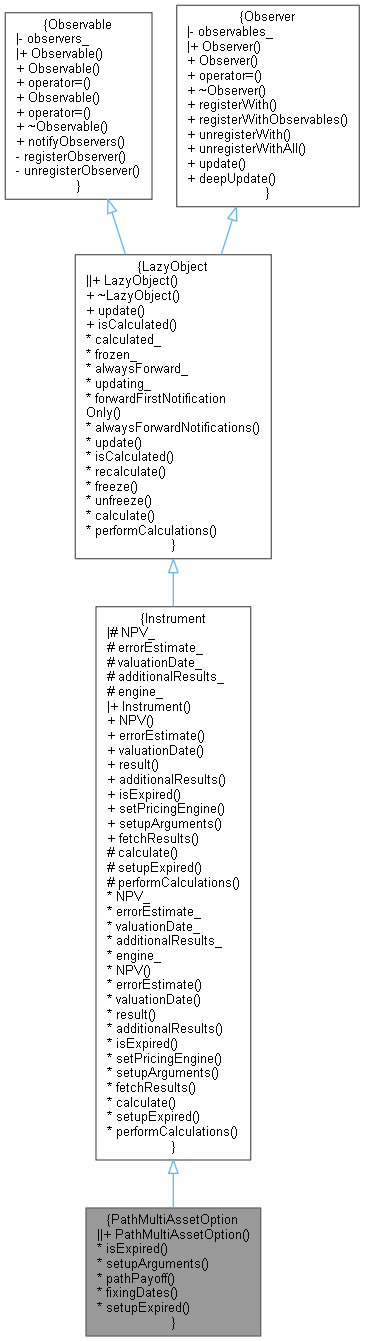 {Observable
|- observers_
|+ Observable()
+ Observable()
+ operator=()
+ Observable()
+ operator=()
+ ~Observable()
+ notifyObservers()
- registerObserver()
- unregisterObserver()
}
{Observer
|- observables_
|+ Observer()
+ Observer()
+ operator=()
+ ~Observer()
+ registerWith()
+ registerWithObservables()
+ unregisterWith()
+ unregisterWithAll()
+ update()
+ deepUpdate()
}
{LazyObject
||+ LazyObject()
+ ~LazyObject()
+ update()
+ isCalculated()
* calculated_
* frozen_
* alwaysForward_
* updating_
* forwardFirstNotification
Only()
* alwaysForwardNotifications()
* update()
* isCalculated()
* recalculate()
* freeze()
* unfreeze()
* calculate()
* performCalculations()
}
{Instrument
|# NPV_
# errorEstimate_
# valuationDate_
# additionalResults_
# engine_
|+ Instrument()
+ NPV()
+ errorEstimate()
+ valuationDate()
+ result()
+ additionalResults()
+ isExpired()
+ setPricingEngine()
+ setupArguments()
+ fetchResults()
# calculate()
# setupExpired()
# performCalculations()
* NPV_
* errorEstimate_
* valuationDate_
* additionalResults_
* engine_
* NPV()
* errorEstimate()
* valuationDate()
* result()
* additionalResults()
* isExpired()
* setPricingEngine()
* setupArguments()
* fetchResults()
* calculate()
* setupExpired()
* performCalculations()
}
{PathMultiAssetOption
||+ PathMultiAssetOption()
* isExpired()
* setupArguments()
* pathPayoff()
* fixingDates()
* setupExpired()
}